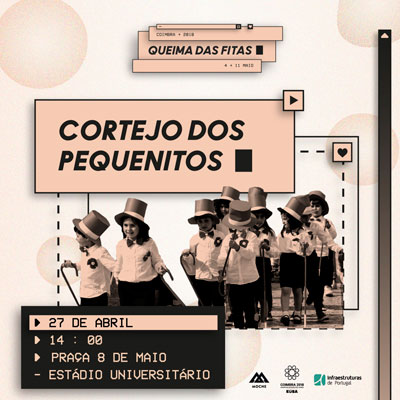 COIMBRA • 2018
QUEIMA DAS FITAS
4 • 11 MAIO
CORTEJO DOS
PEQUENITOS
27 DE ABRIL
14 : 00
PRAÇA 8 DE MAIO
- ESTÁDIO UNIVERSITÁRIO
MOCHE
COIMBRA 2018
EUSA
Infraestruturas
de Portugal